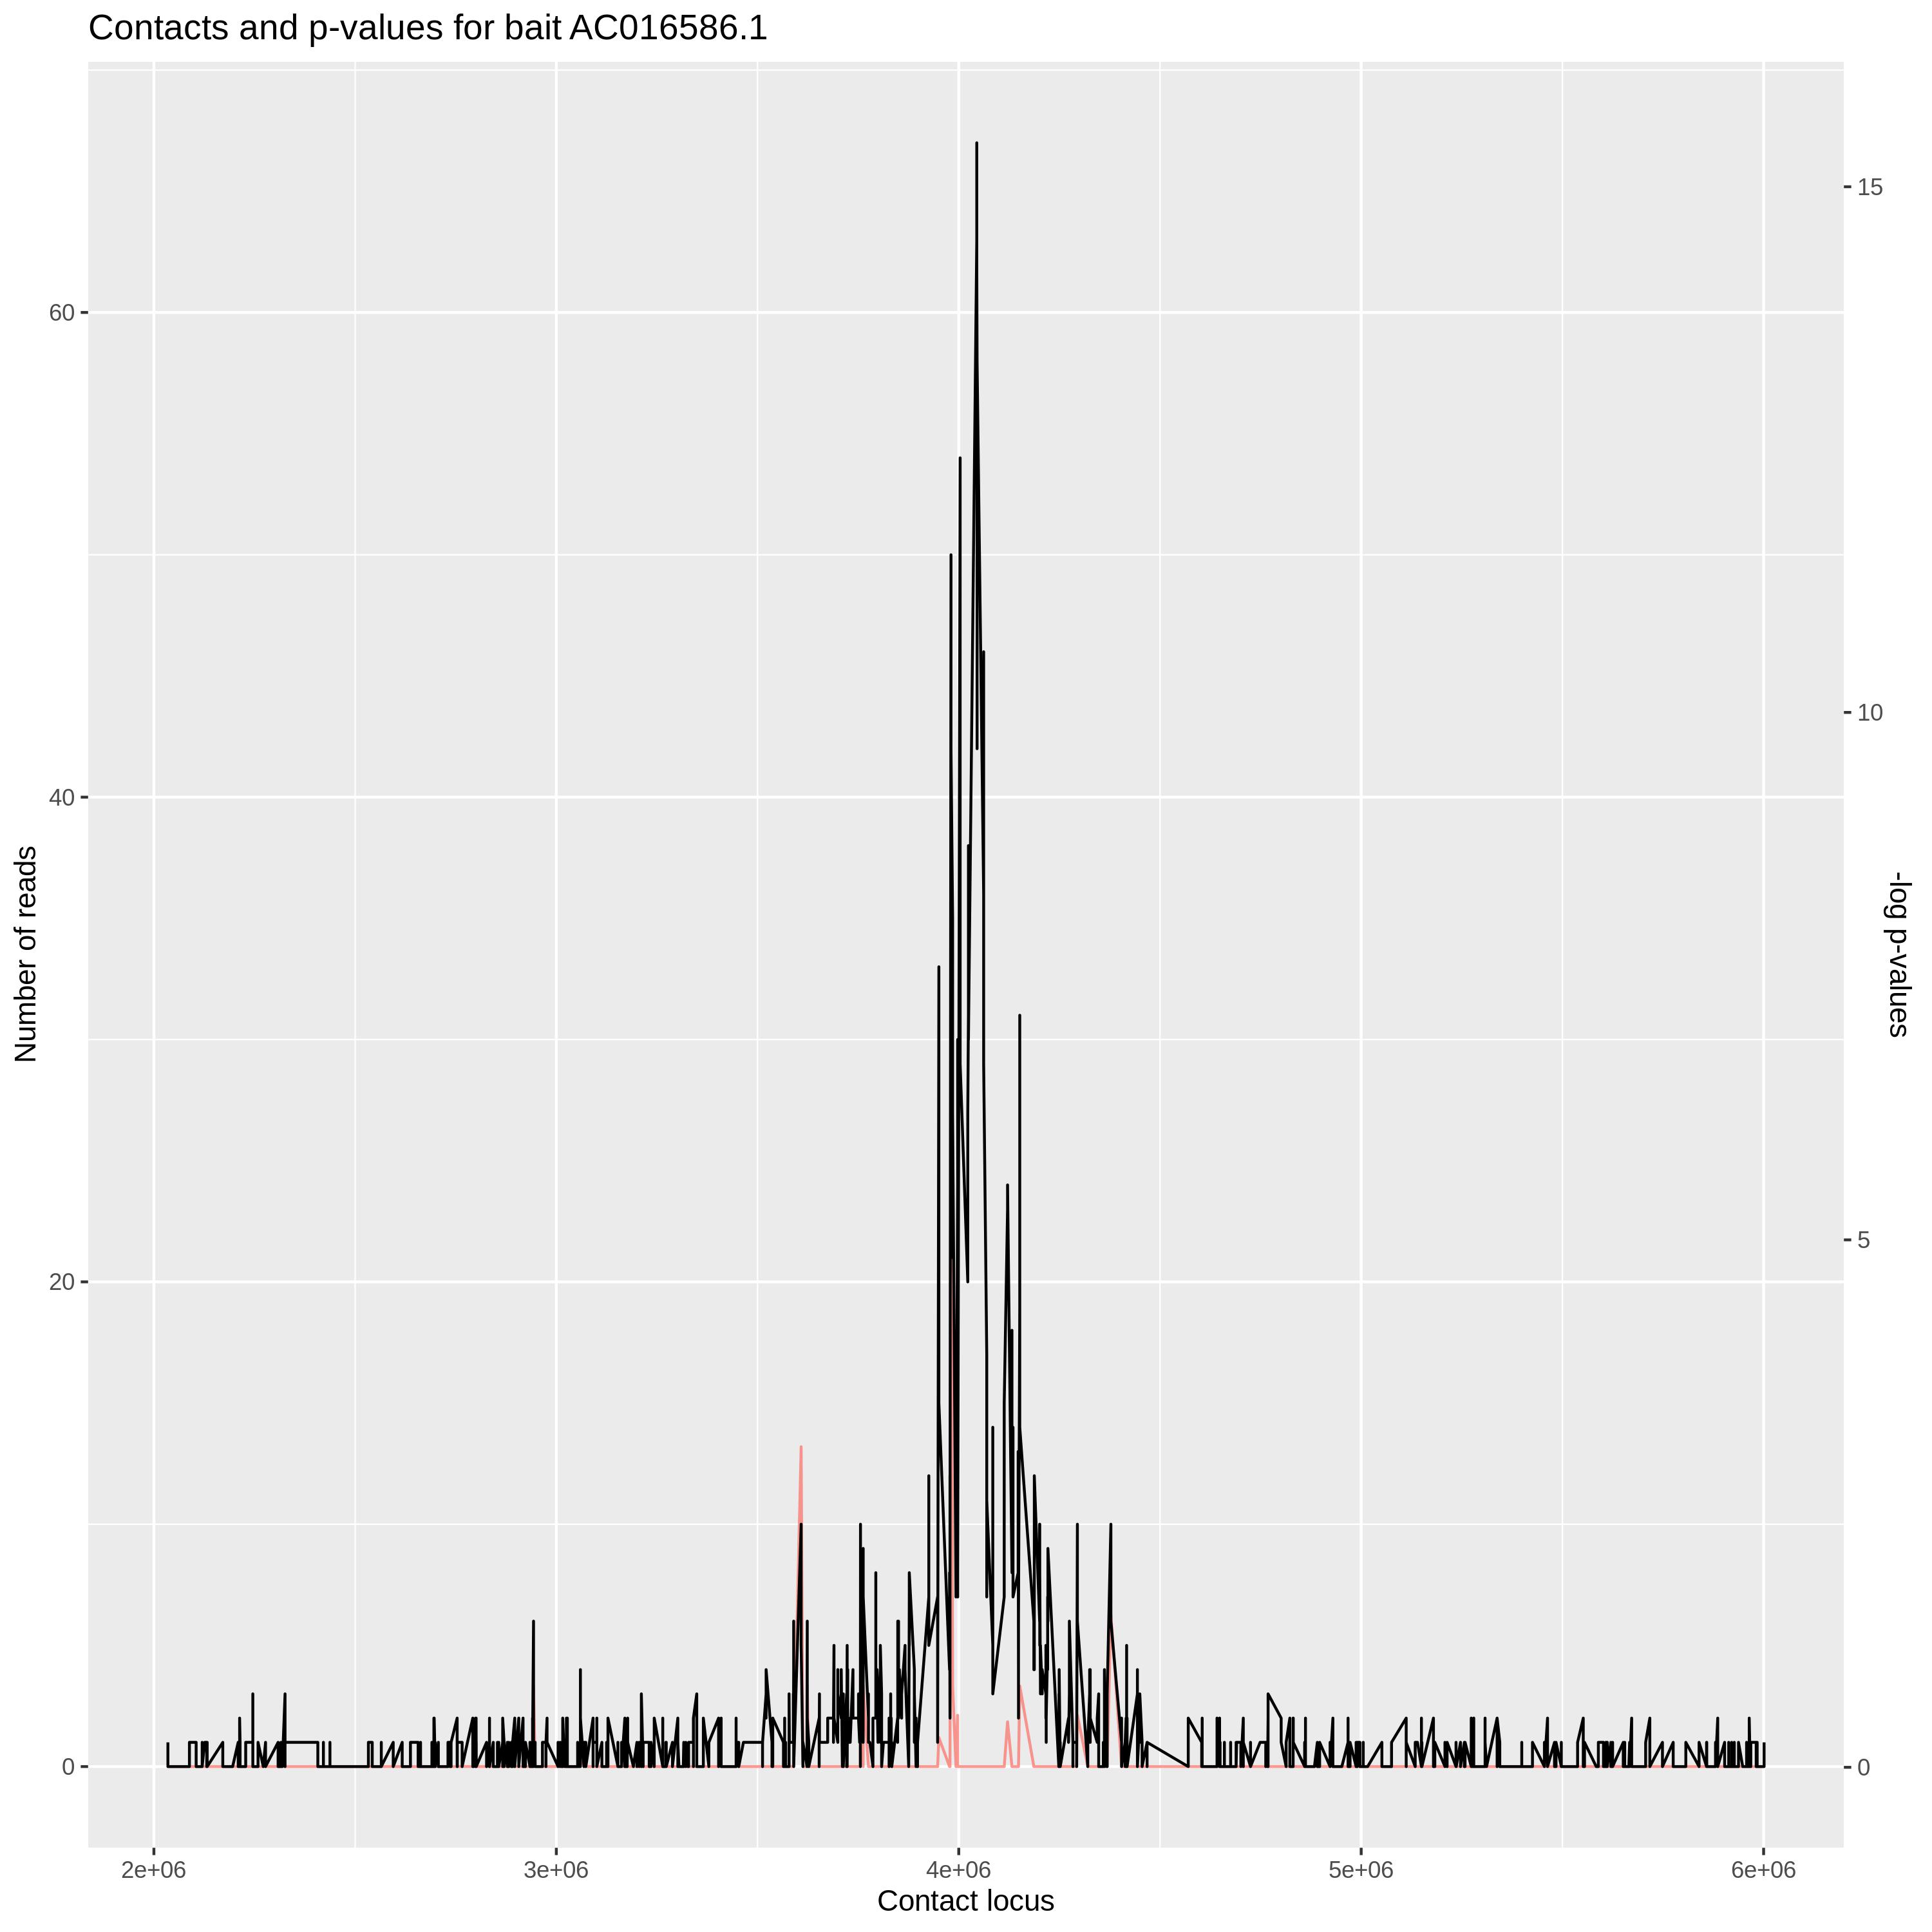 Contacts and p-values for bait AC016586.1
60
40
20
0
15
10
5
0
Number of reads
-log p-values
2e+06
3e+06
4e+06
5e+06
6e+06
Contact locus